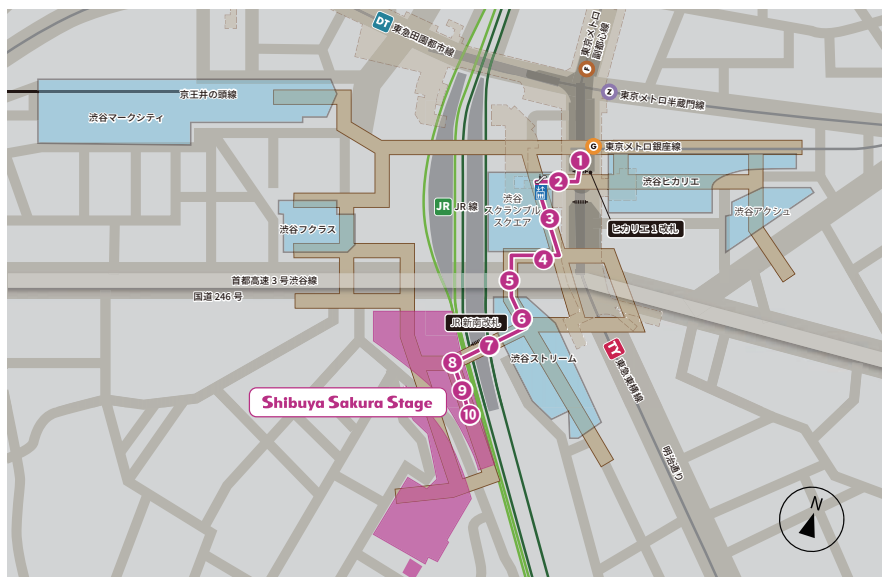 DT 東急田園都市線
東京メトロ
副都心線
F
Z 東京メトロ半蔵門線
京王井の頭線
渋谷マークシティ
G 東京メトロ銀座線
1
2
渋谷ヒカリエ
渋谷
スクランブル
スクエア
JR JR 線
3
渋谷アクシュ
渋谷フクラス
ヒカリエ 1 改札
4
首都高速 3 号渋谷線
5
国道 246 号
JR 新南改札
6
7
渋谷ストリーム
8
TY 東急東横線
9
Shibuya Sakura Stage
10
明治通り
N